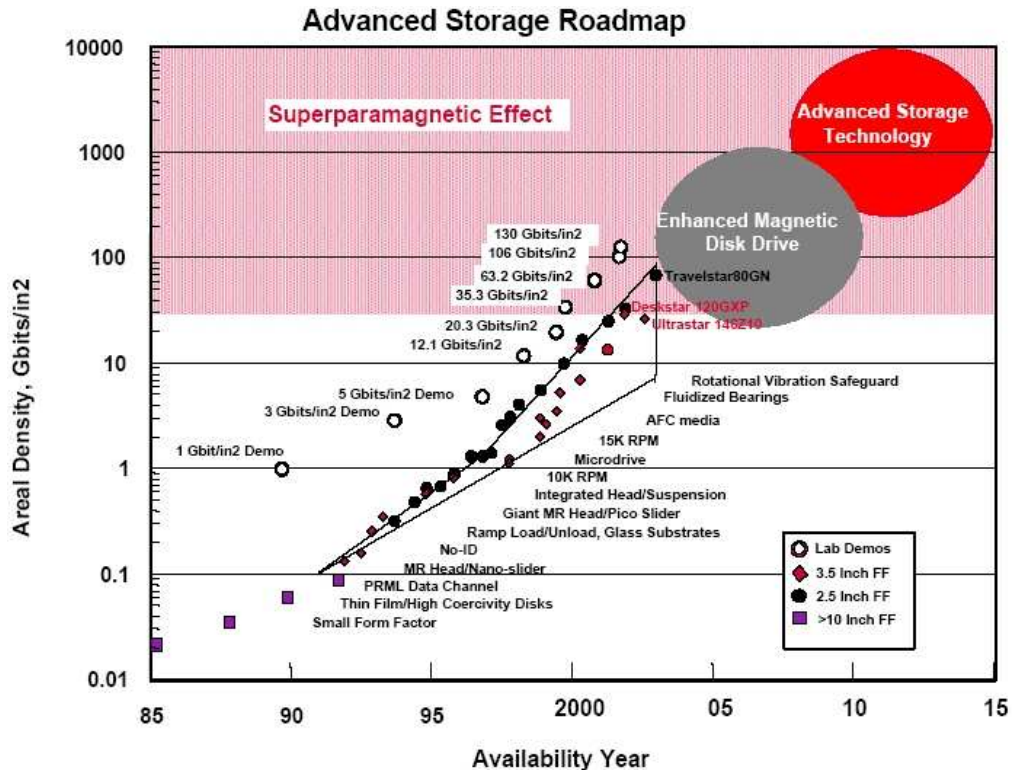 Advanced Storage Roadmap
Areal Density, Gbits/in2
10000
1000
100
10
1
0.1
0.01
Superparamagnetic Effect
Advanced Storage
Technology
Enhanced Magnetic
Disk Drive
130 Gbits/in2
106 Gbits/in2
63.2 Gbits/in2
35.3 Gbits/in2
20.3 Gbits/in2
12.1 Gbits/in2
5 Gbits/in2 Demo
3 Gbits/in2 Demo
1 Gbit/in2 Demo
Travelstar80GN
Deskstar 120GXP
Ultrastar 146Z10
Rotational Vibration Safeguard
Fluidized Bearings
AFC media
15K RPM
Microdrive
10K RPM
Integrated Head/Suspension
Giant MR Head/Pico Slider
Ramp Load/Unload, Glass Substrates
No-ID
MR Head/Nano-slider
PRML Data Channel
Thin Film/High Coercivity Disks
Small Form Factor
Lab Demos
3.5 Inch FF
2.5 Inch FF
>10 Inch FF
85
90
95
2000
05
10
15
Availability Year